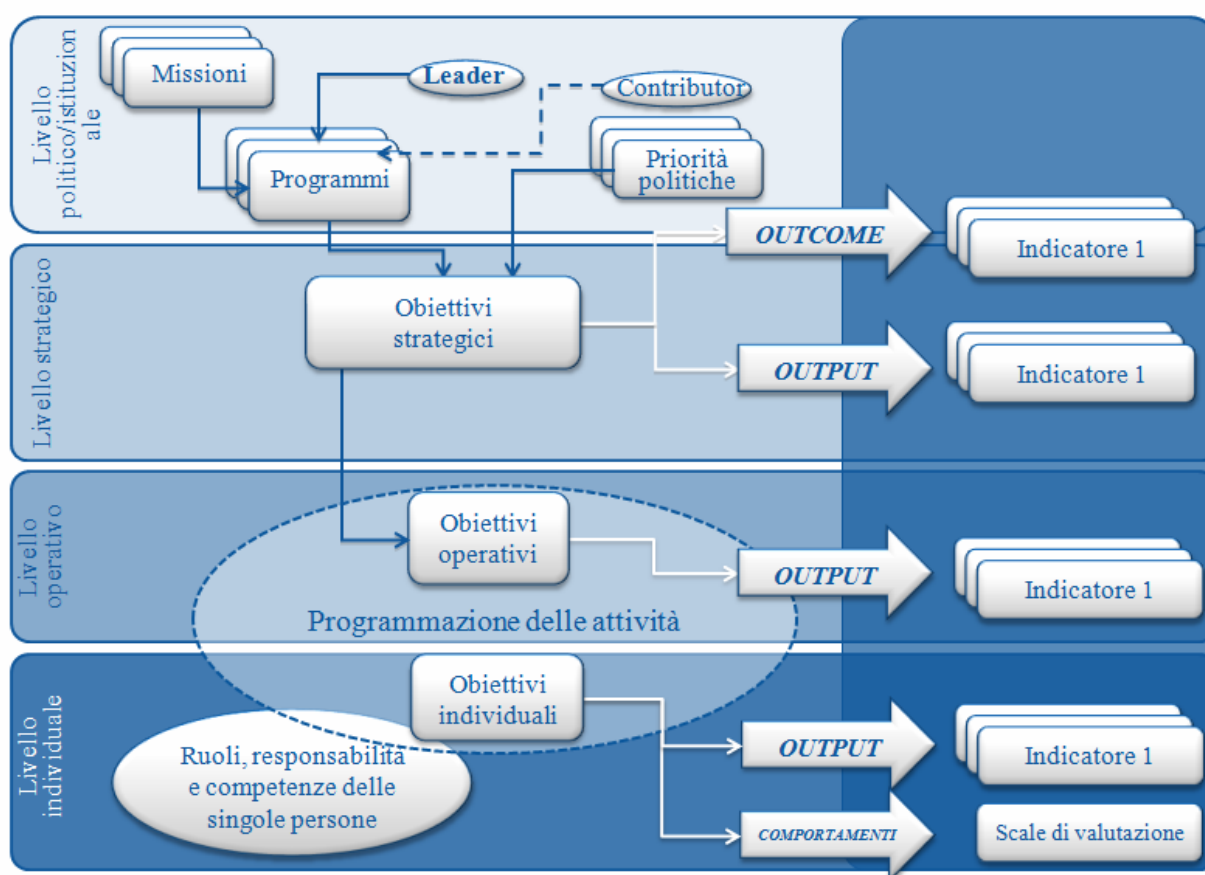 Livello
politico/istituzion
ale
Missioni
Leader
Contributor
Programmi
Priorità
politiche
OUTCOME
Indicatore 1
Livello strategico
Obiettivi
strategici
OUTPUT
Indicatore 1
Livello
operativo
Obiettivi
operativi
OUTPUT
Indicatore 1
Programmazione delle attività
Livello
individuale
Obiettivi
individuali
Ruoli, responsabilità
e competenze delle
singole persone
OUTPUT
Indicatore 1
COMPORTAMENTI
Scale di valutazione